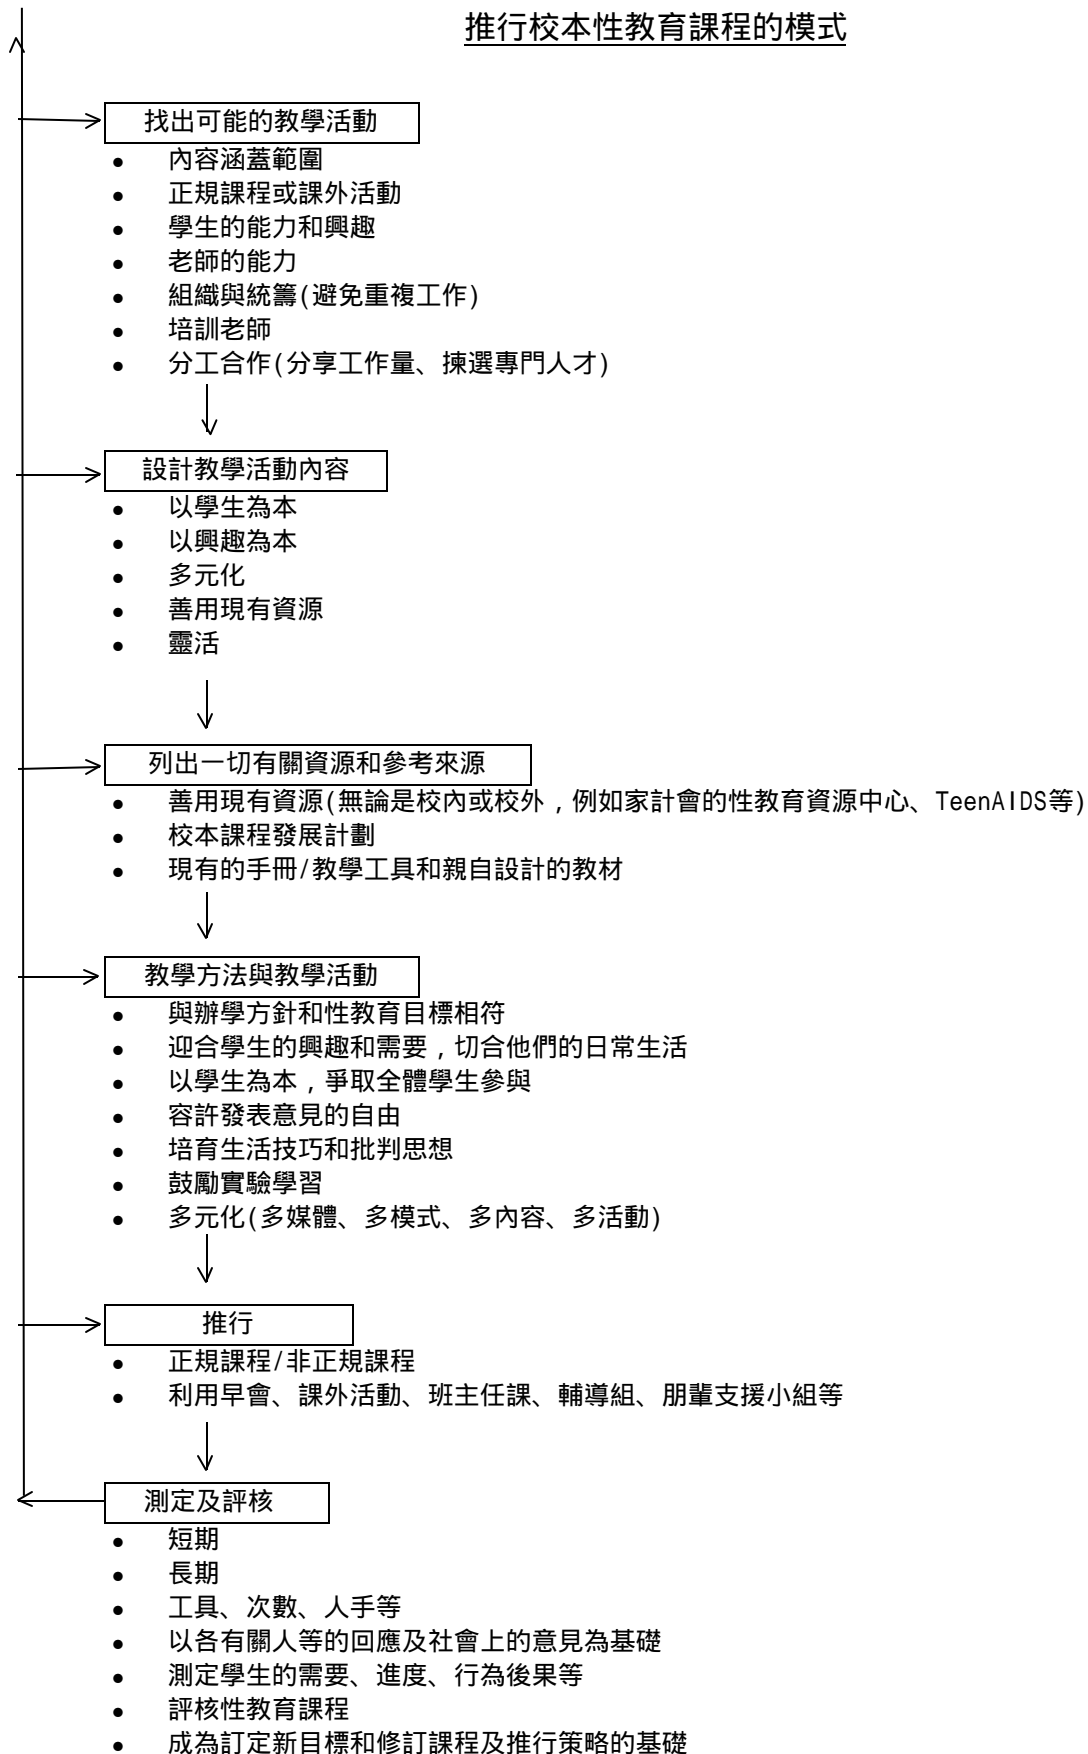 推行校本性教育課程的模式
找出可能的教學活動
● 內容涵蓋範圍
● 正規課程或課外活動
● 學生的能力和興趣
● 老師的能力
● 組織與統籌(避免重複工作)
● 培訓老師
● 分工合作(分享工作量、揀選專門人才)
設計教學活動內容
● 以學生為本
● 以興趣為本
● 多元化
● 善用現有資源
● 靈活
列出一切有關資源和參考來源
● 善用現有資源(無論是校內或校外，例如家計會的性教育資源中心、TeenAIDS等)
● 校本課程發展計劃
● 現有的手冊/教學工具和親自設計的教材
教學方法與教學活動
● 與辦學方針和性教育目標相符
● 迎合學生的興趣和需要，切合他們的日常生活
● 以學生為本，爭取全體學生參與
● 容許發表意見的自由
● 培育生活技巧和批判思想
● 鼓勵實驗學習
● 多元化(多媒體、多模式、多內容、多活動)
推行
● 正規課程/非正規課程
● 利用早會、課外活動、班主任課、輔導組、朋輩支援小組等
測定及評核
● 短期
● 長期
● 工具、次數、人手等
● 以各有關人等的回應及社會上的意見為基礎
● 測定學生的需要、進度、行為後果等
● 評核性教育課程
● 成為訂定新目標和修訂課程及推行策略的基礎